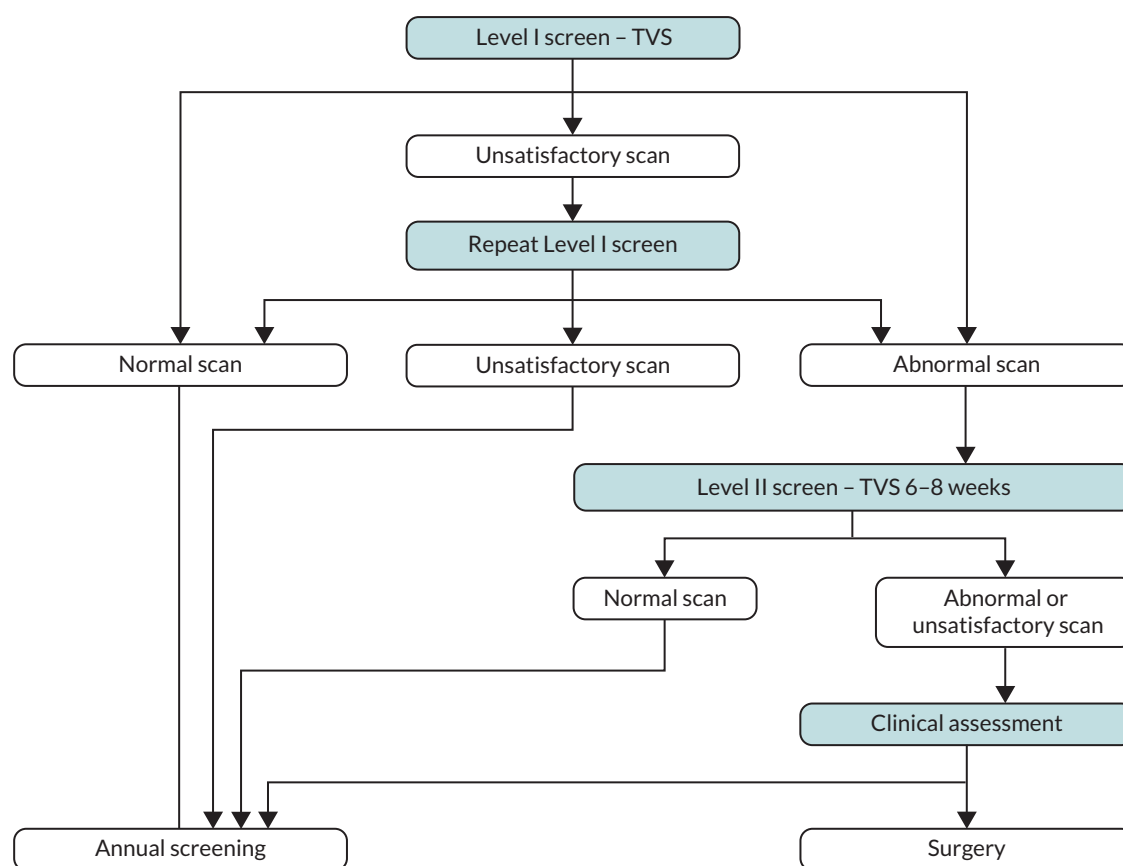 Level I screen – TVS
Unsatisfactory scan
Repeat Level I screen
Normal scan
Unsatisfactory scan
Abnormal scan
Level II screen – TVS 6–8 weeks
Normal scan
Abnormal or
unsatisfactory scan
Clinical assessment
Annual screening
Surgery